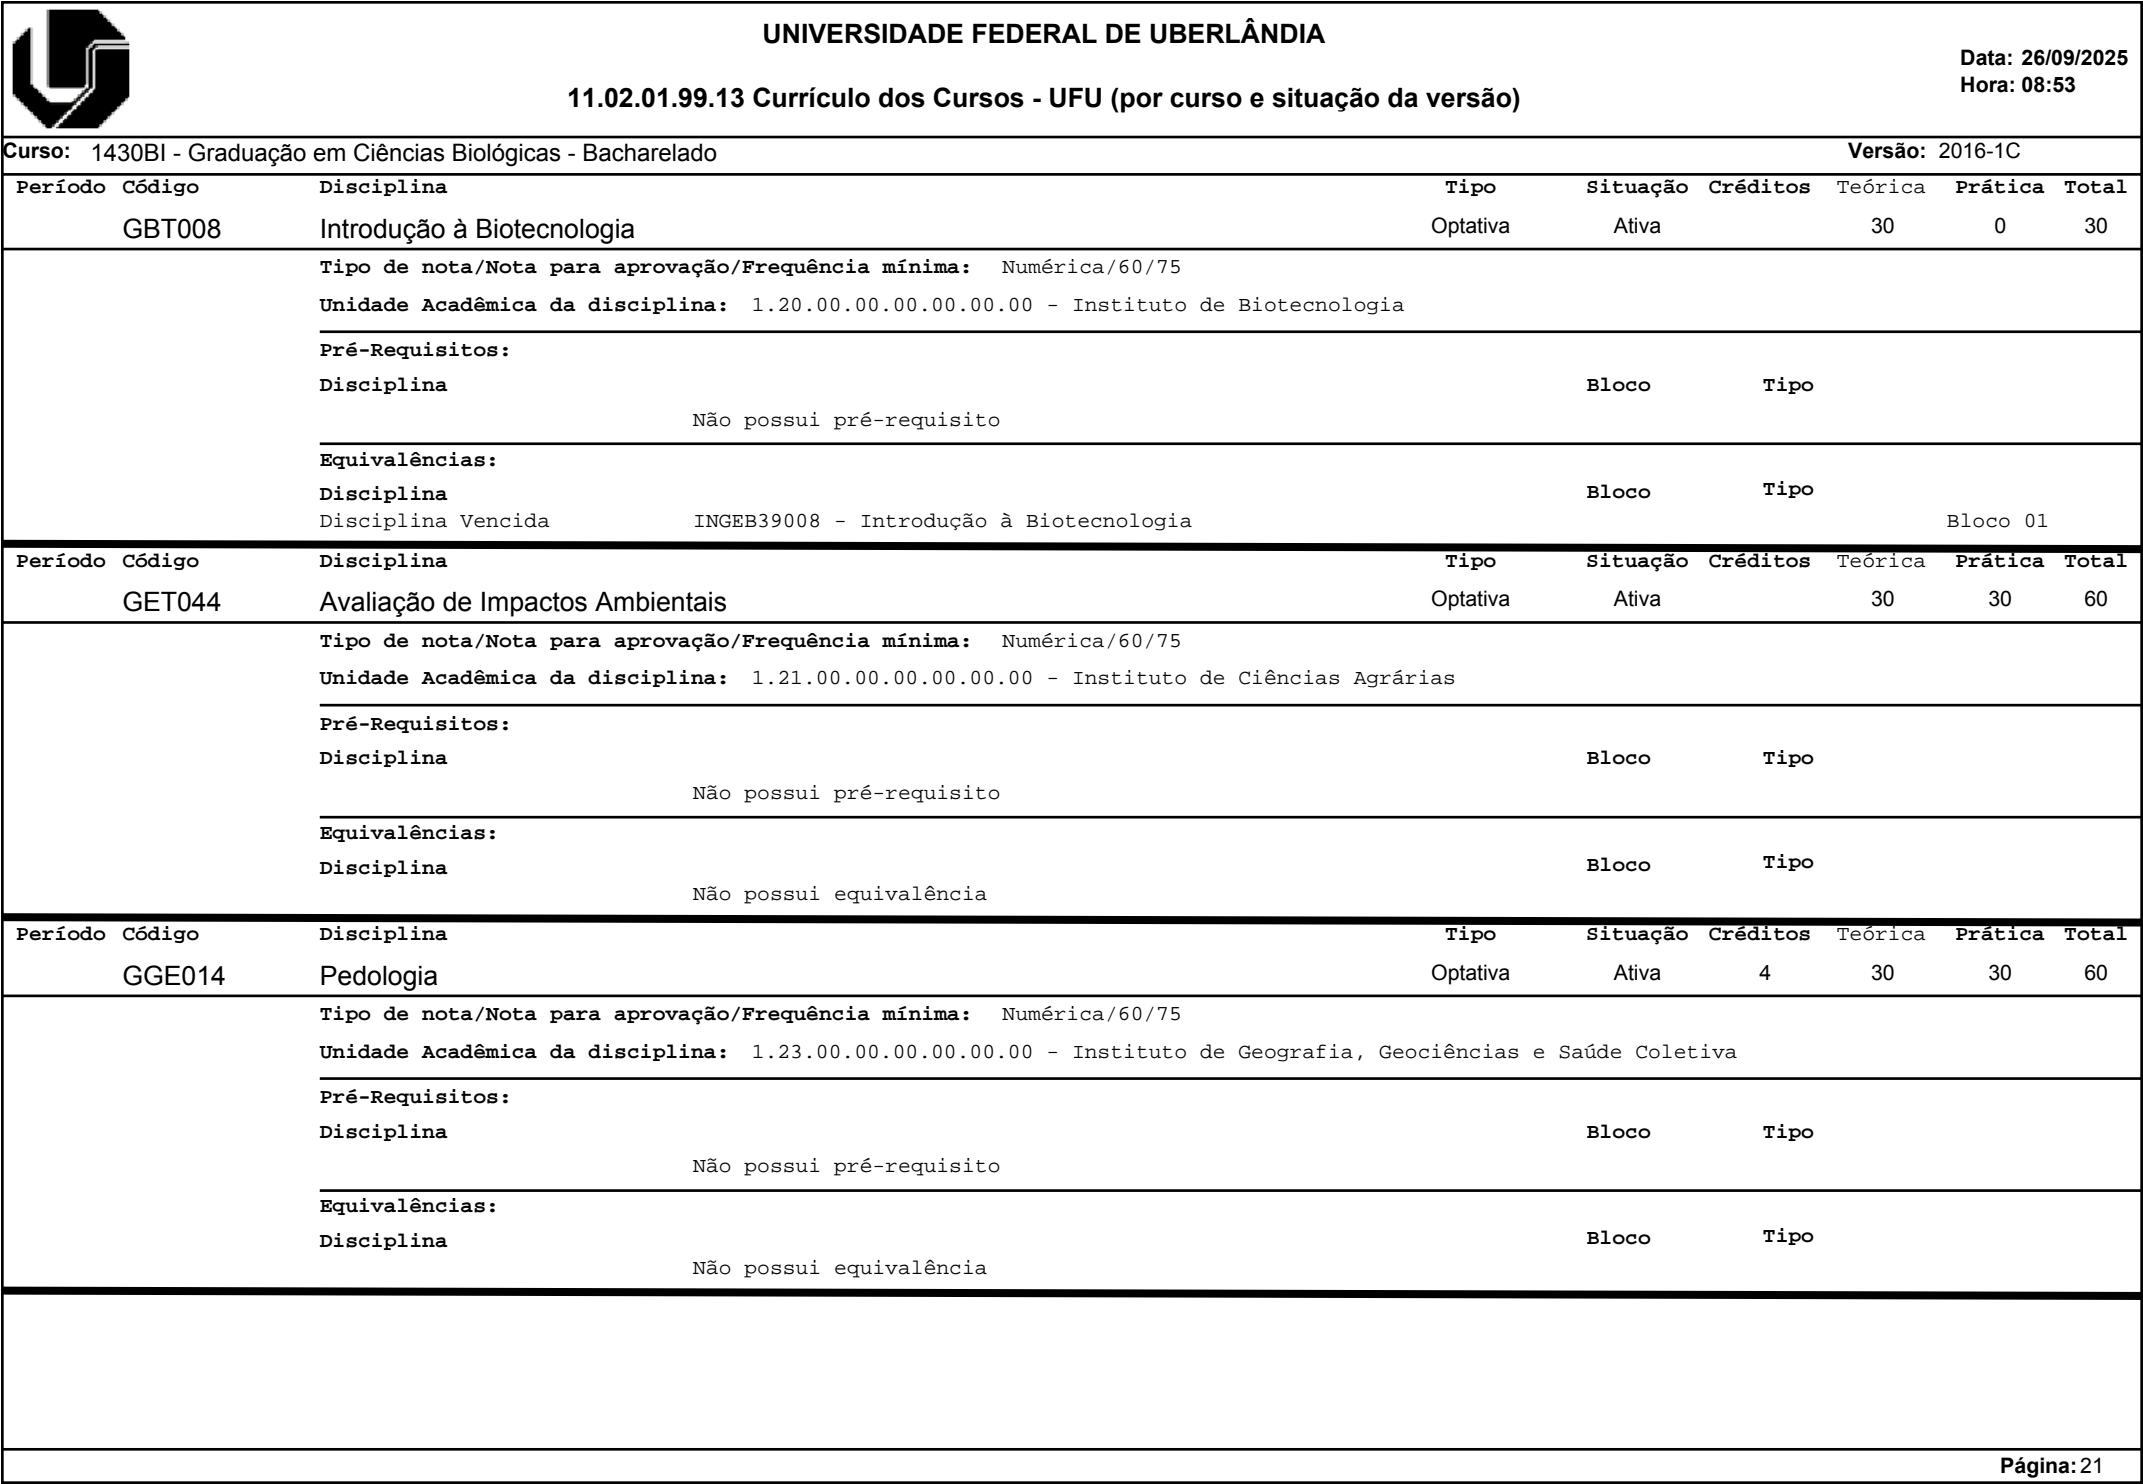 UNIVERSIDADE FEDERAL DE UBERLÂNDIA
Data: 26/09/2025
Hora: 08:53
11.02.01.99.13 Currículo dos Cursos - UFU (por curso e situação da versão)
Curso: 1430BI - Graduação em Ciências Biológicas - Bacharelado Versão: 2016-1C
Período Código Disciplina Tipo Situação Créditos Teórica Prática Total
GBT008 Introdução à Biotecnologia Optativa Ativa 30 0 30
Tipo de nota/Nota para aprovação/Frequência mínima: Numérica/60/75
Unidade Acadêmica da disciplina: 1.20.00.00.00.00.00.00 - Instituto de Biotecnologia
Pré-Requisitos:
Disciplina Bloco Tipo
Não possui pré-requisito
Equivalências:
Disciplina Bloco Tipo
Disciplina Vencida INGEB39008 - Introdução à Biotecnologia Bloco 01
Período Código Disciplina Tipo Situação Créditos Teórica Prática Total
GET044 Avaliação de Impactos Ambientais Optativa Ativa 30 30 60
Tipo de nota/Nota para aprovação/Frequência mínima: Numérica/60/75
Unidade Acadêmica da disciplina: 1.21.00.00.00.00.00.00 - Instituto de Ciências Agrárias
Pré-Requisitos:
Disciplina Bloco Tipo
Não possui pré-requisito
Equivalências:
Disciplina Bloco Tipo
Não possui equivalência
Período Código Disciplina Tipo Situação Créditos Teórica Prática Total
GGE014 Pedologia Optativa Ativa 4 30 30 60
Tipo de nota/Nota para aprovação/Frequência mínima: Numérica/60/75
Unidade Acadêmica da disciplina: 1.23.00.00.00.00.00.00 - Instituto de Geografia, Geociências e Saúde Coletiva
Pré-Requisitos:
Disciplina Bloco Tipo
Não possui pré-requisito
Equivalências:
Disciplina Bloco Tipo
Não possui equivalência
Página: 21